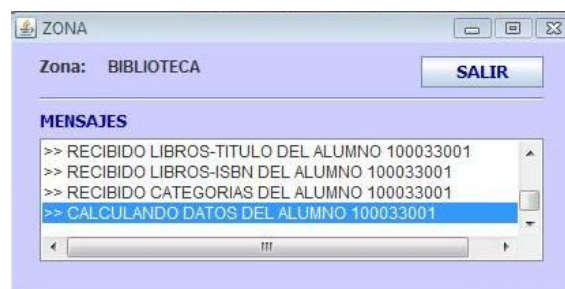 ZONA
Zona: BIBLIOTECA
SALIR
MENSAJES
>> RECIBIDO LIBROS-TITULO DEL ALUMNO 100033001
>> RECIBIDO LIBROS-ISBN DEL ALUMNO 100033001
>> RECIBIDO CATEGORIAS DEL ALUMNO 100033001
>> CALCULANDO DATOS DEL ALUMNO 100033001